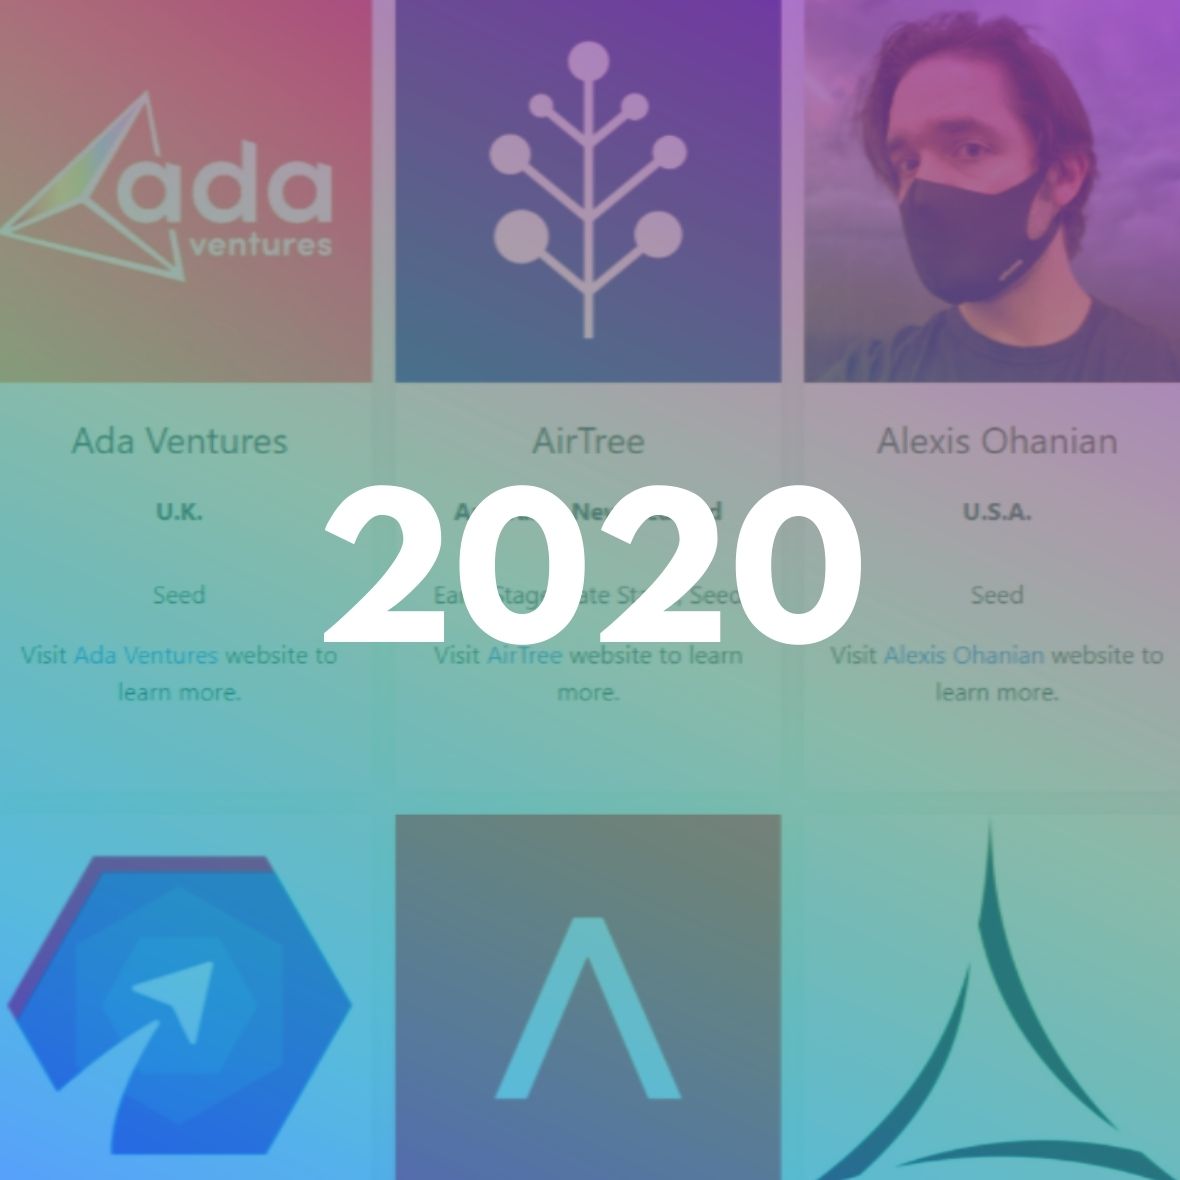 ada
ventures
Ada Ventures
AirTree
Alexis Ohanian
U.K.
U.S.A.
2020
Seed
Seed
Seed
Visit Ada Ventures website to
learn more.
Visit AirTree website to learn
more.
Visit Alexis Ohanian website to
learn more.